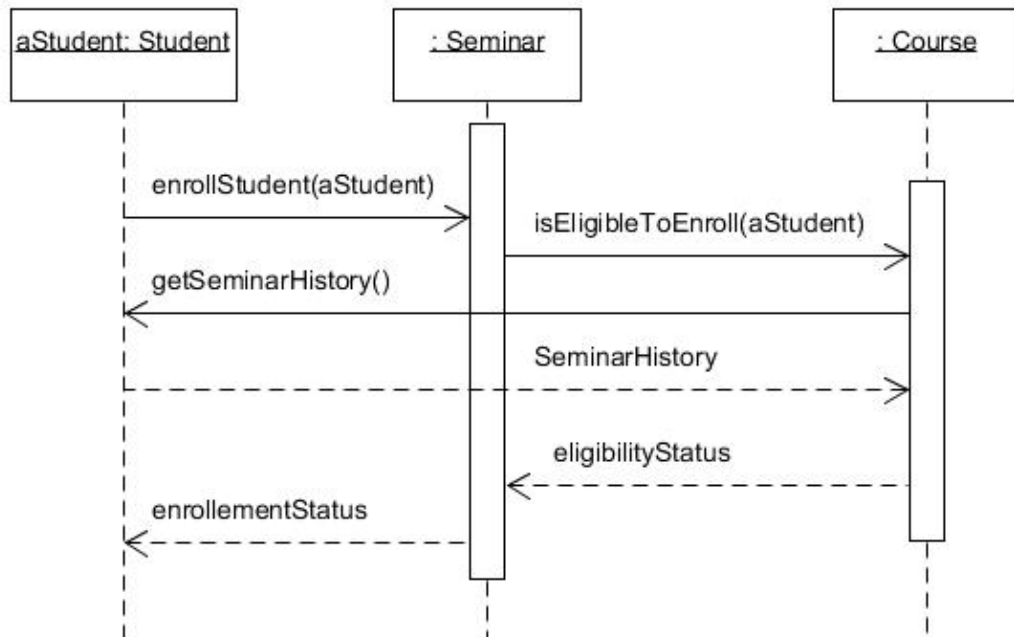 aStudent: Student
: Seminar
: Course
enrollStudent(aStudent)
isEligibleToEnroll(aStudent)
getSeminarHistory()
SeminarHistory
eligibilityStatus
enrollementStatus